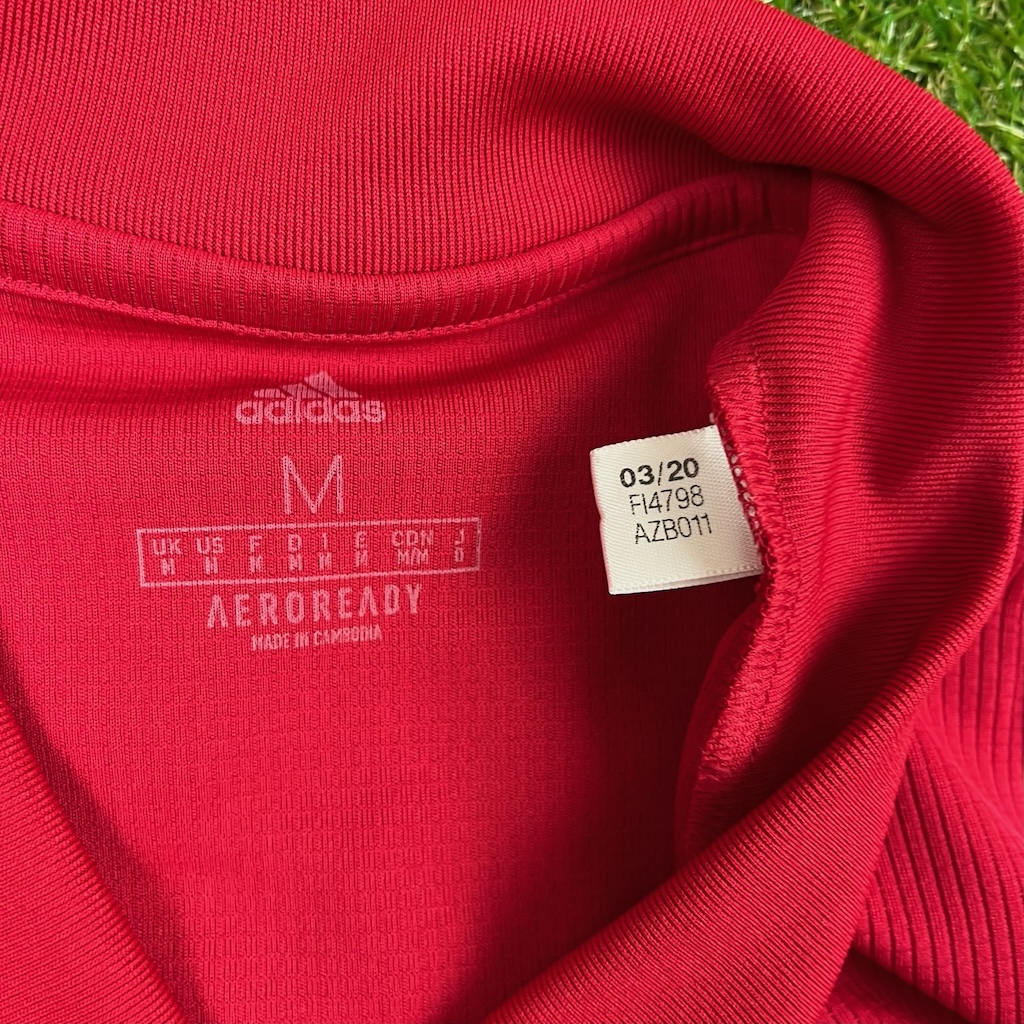 adidas
M
UK US F D I E CDN J
M M M M M M M/M O
AEROREADY
MADE IN CAMBODIA
03/20
FI4798
AZB011